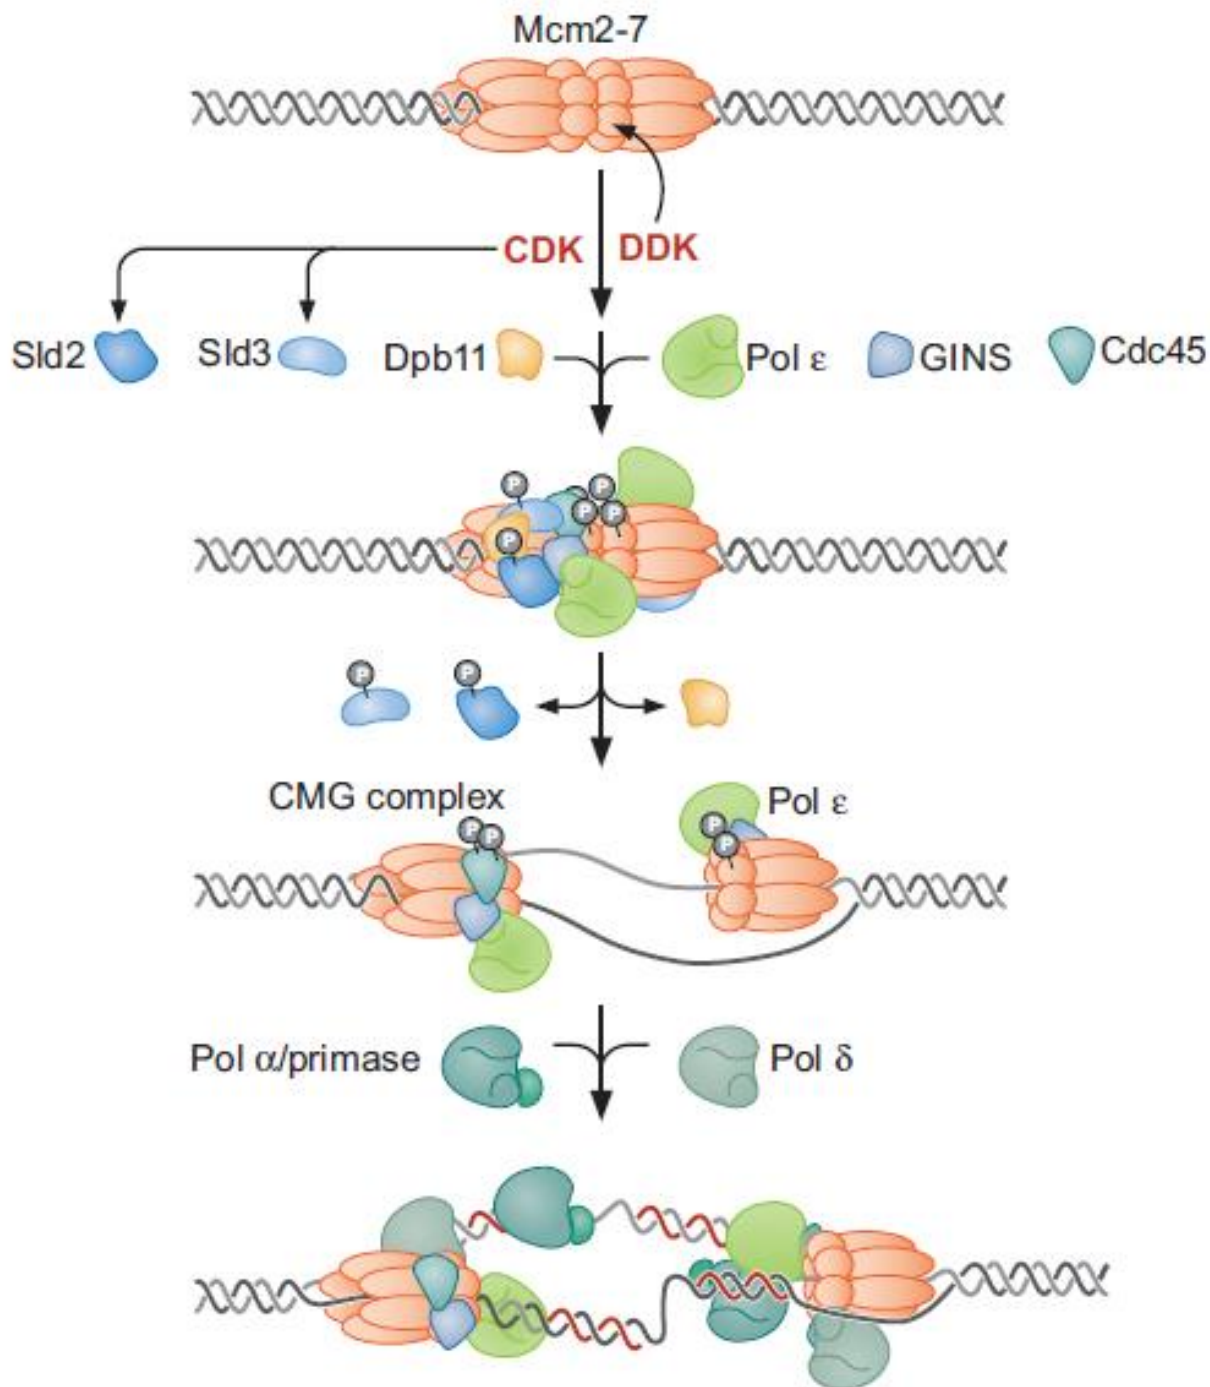 Mcm2-7
CDK DDK
Sld2 Sld3 Dpb11 Pol ε GINS Cdc45
P
P
P
P
P
P
P
CMG complex Pol ε
P
P
P
P
Pol α/primase Pol δ